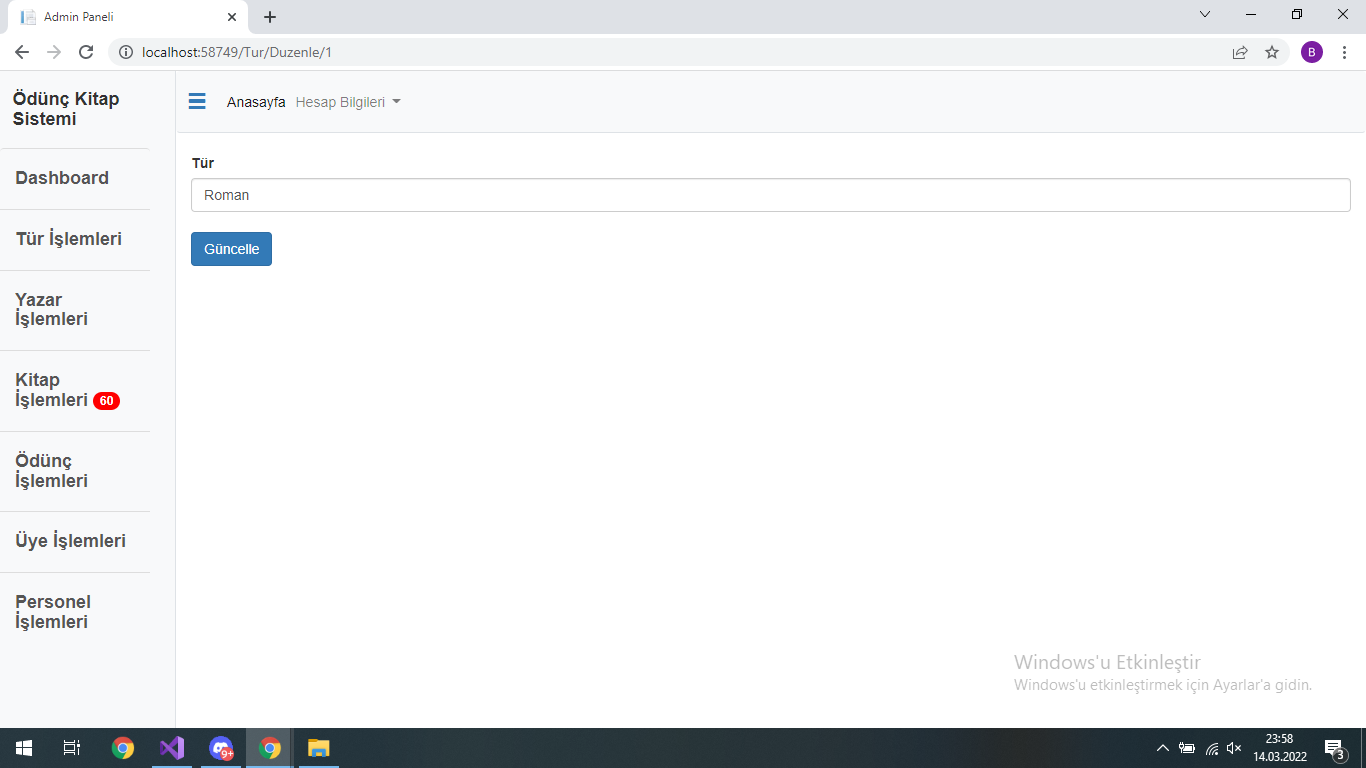 Admin Paneli
localhost:58749/Tur/Duzenle/1
B
Ödünç Kitap
Sistemi
Anasayfa Hesap Bilgileri
Dashboard
Tür İşlemleri
Yazar
İşlemleri
Kitap
İşlemleri 60
Ödünç
İşlemleri
Üye İşlemleri
Personel
İşlemleri
Tür
Roman
Güncelle
Windows'u Etkinleştir
Windows'u etkinleştirmek için Ayarlar'a gidin.
9+
23:58
14.03.2022
3